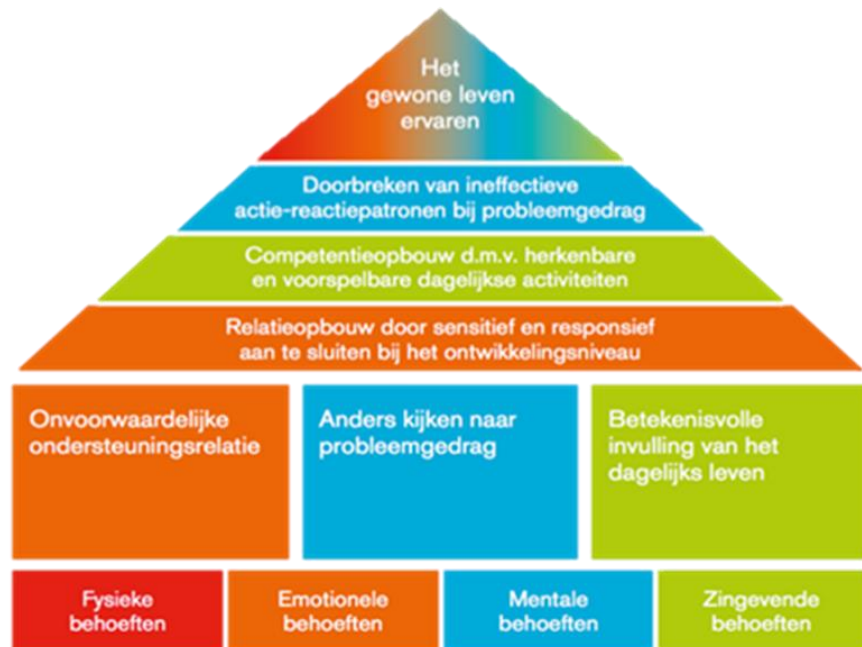 Het
gewone leven
ervaren
Doorbreken van ineffectieve
actie-reactiepatronen bij probleemgedrag
Competentieopbouw d.m.v. herkenbare
en voorspelbare dagelijkse activiteiten
Relatieopbouw door sensitief en responsief
aan te sluiten bij het ontwikkelingsniveau
Onvoorwaardelijke
ondersteuningsrelatie
Anders kijken naar
probleemgedrag
Betekenisvolle
invulling van het
dagelijks leven
Fysieke
behoeften
Emotionele
behoeften
Mentale
behoeften
Zingevende
behoeften